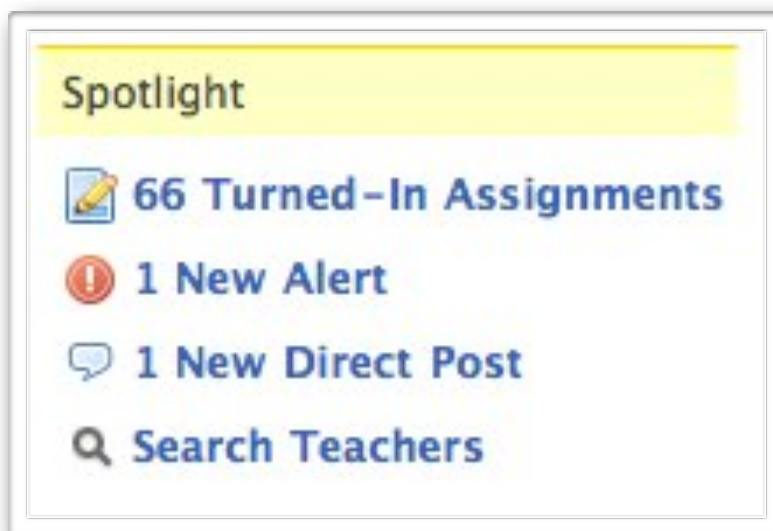 Spotlight
66 Turned-In Assignments
1 New Alert
1 New Direct Post
Search Teachers